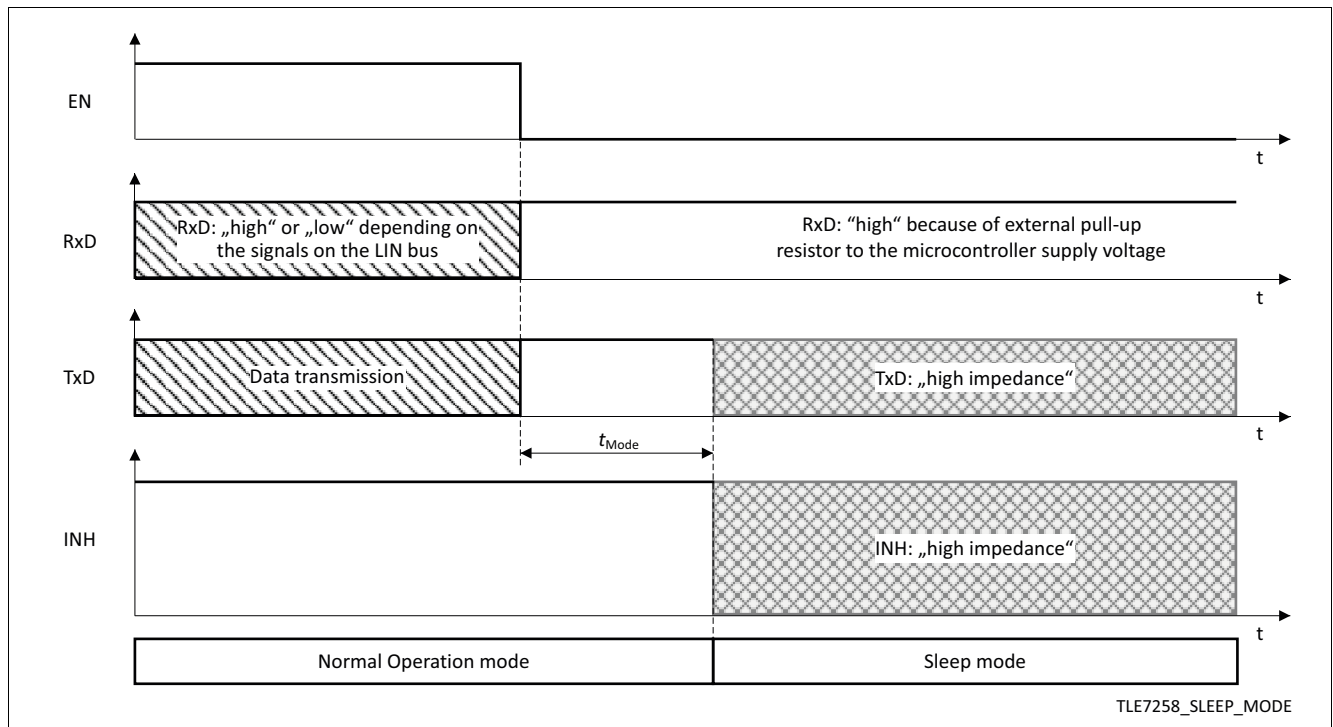 EN
t
RxD
RxD: „high“ or „low“ depending on
the signals on the LIN bus
RxD: “high” because of external pull-up
resistor to the microcontroller supply voltage
t
TxD
Data transmission
TxD: „high impedance“
t
tMode
INH
INH: „high impedance“
t
Normal Operation mode
Sleep mode
TLE7258_SLEEP_MODE